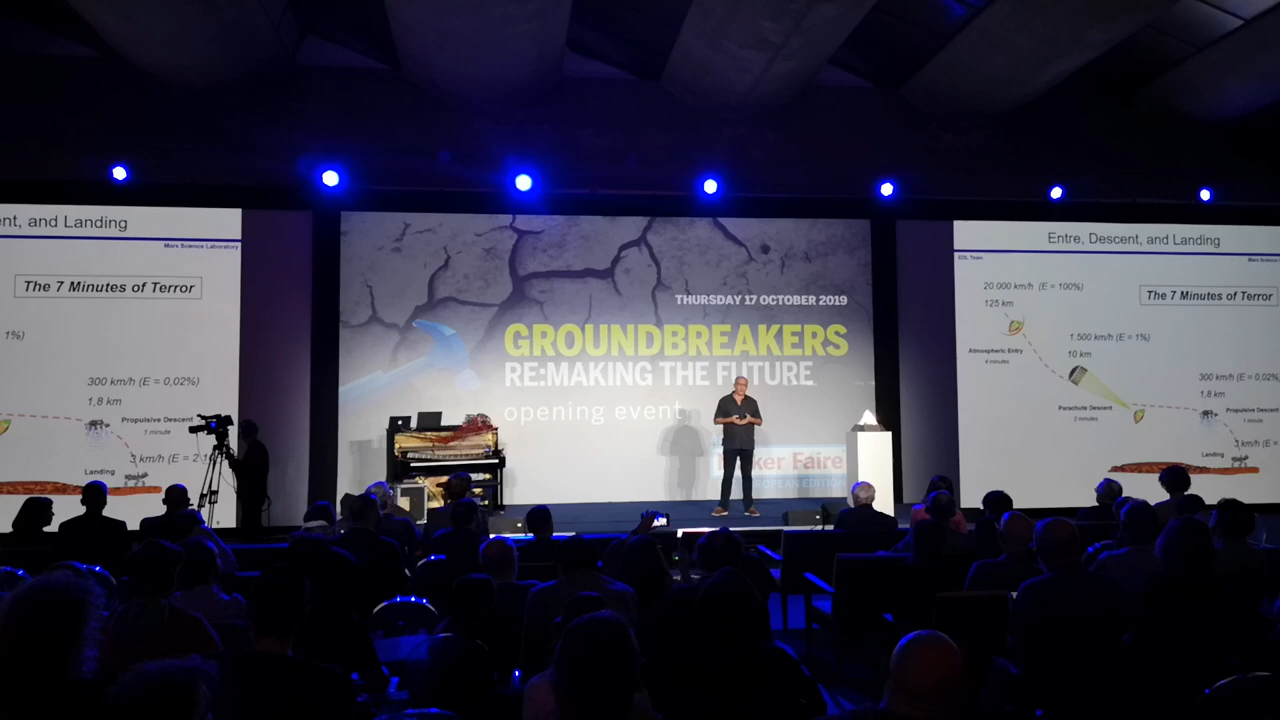 ent, and Landing
Mars Science Laboratory
The 7 Minutes of Terror
1%)
300 km/h (E = 0,02%)
1,8 km
Propulsive Descent
1 minute
3 km/h (E = 2
Landing
THURSDAY 17 OCTOBER 2019
GROUNDBREAKERS
RE:MAKING THE FUTURE
opening event
ker Faire
ROPEAN EDITION
Entre, Descent, and Landing
EDL Team
Mars Science
20.000 km/h (E = 100%)
125 km
The 7 Minutes of Terror
Atmospheric Entry
4 minutes
1.500 km/h (E = 1%)
10 km
Parachute Descent
2 minutes
300 km/h (E = 0,02%
1,8 km
Propulsive Descent
1 minute
3 km/h (E =
Landing